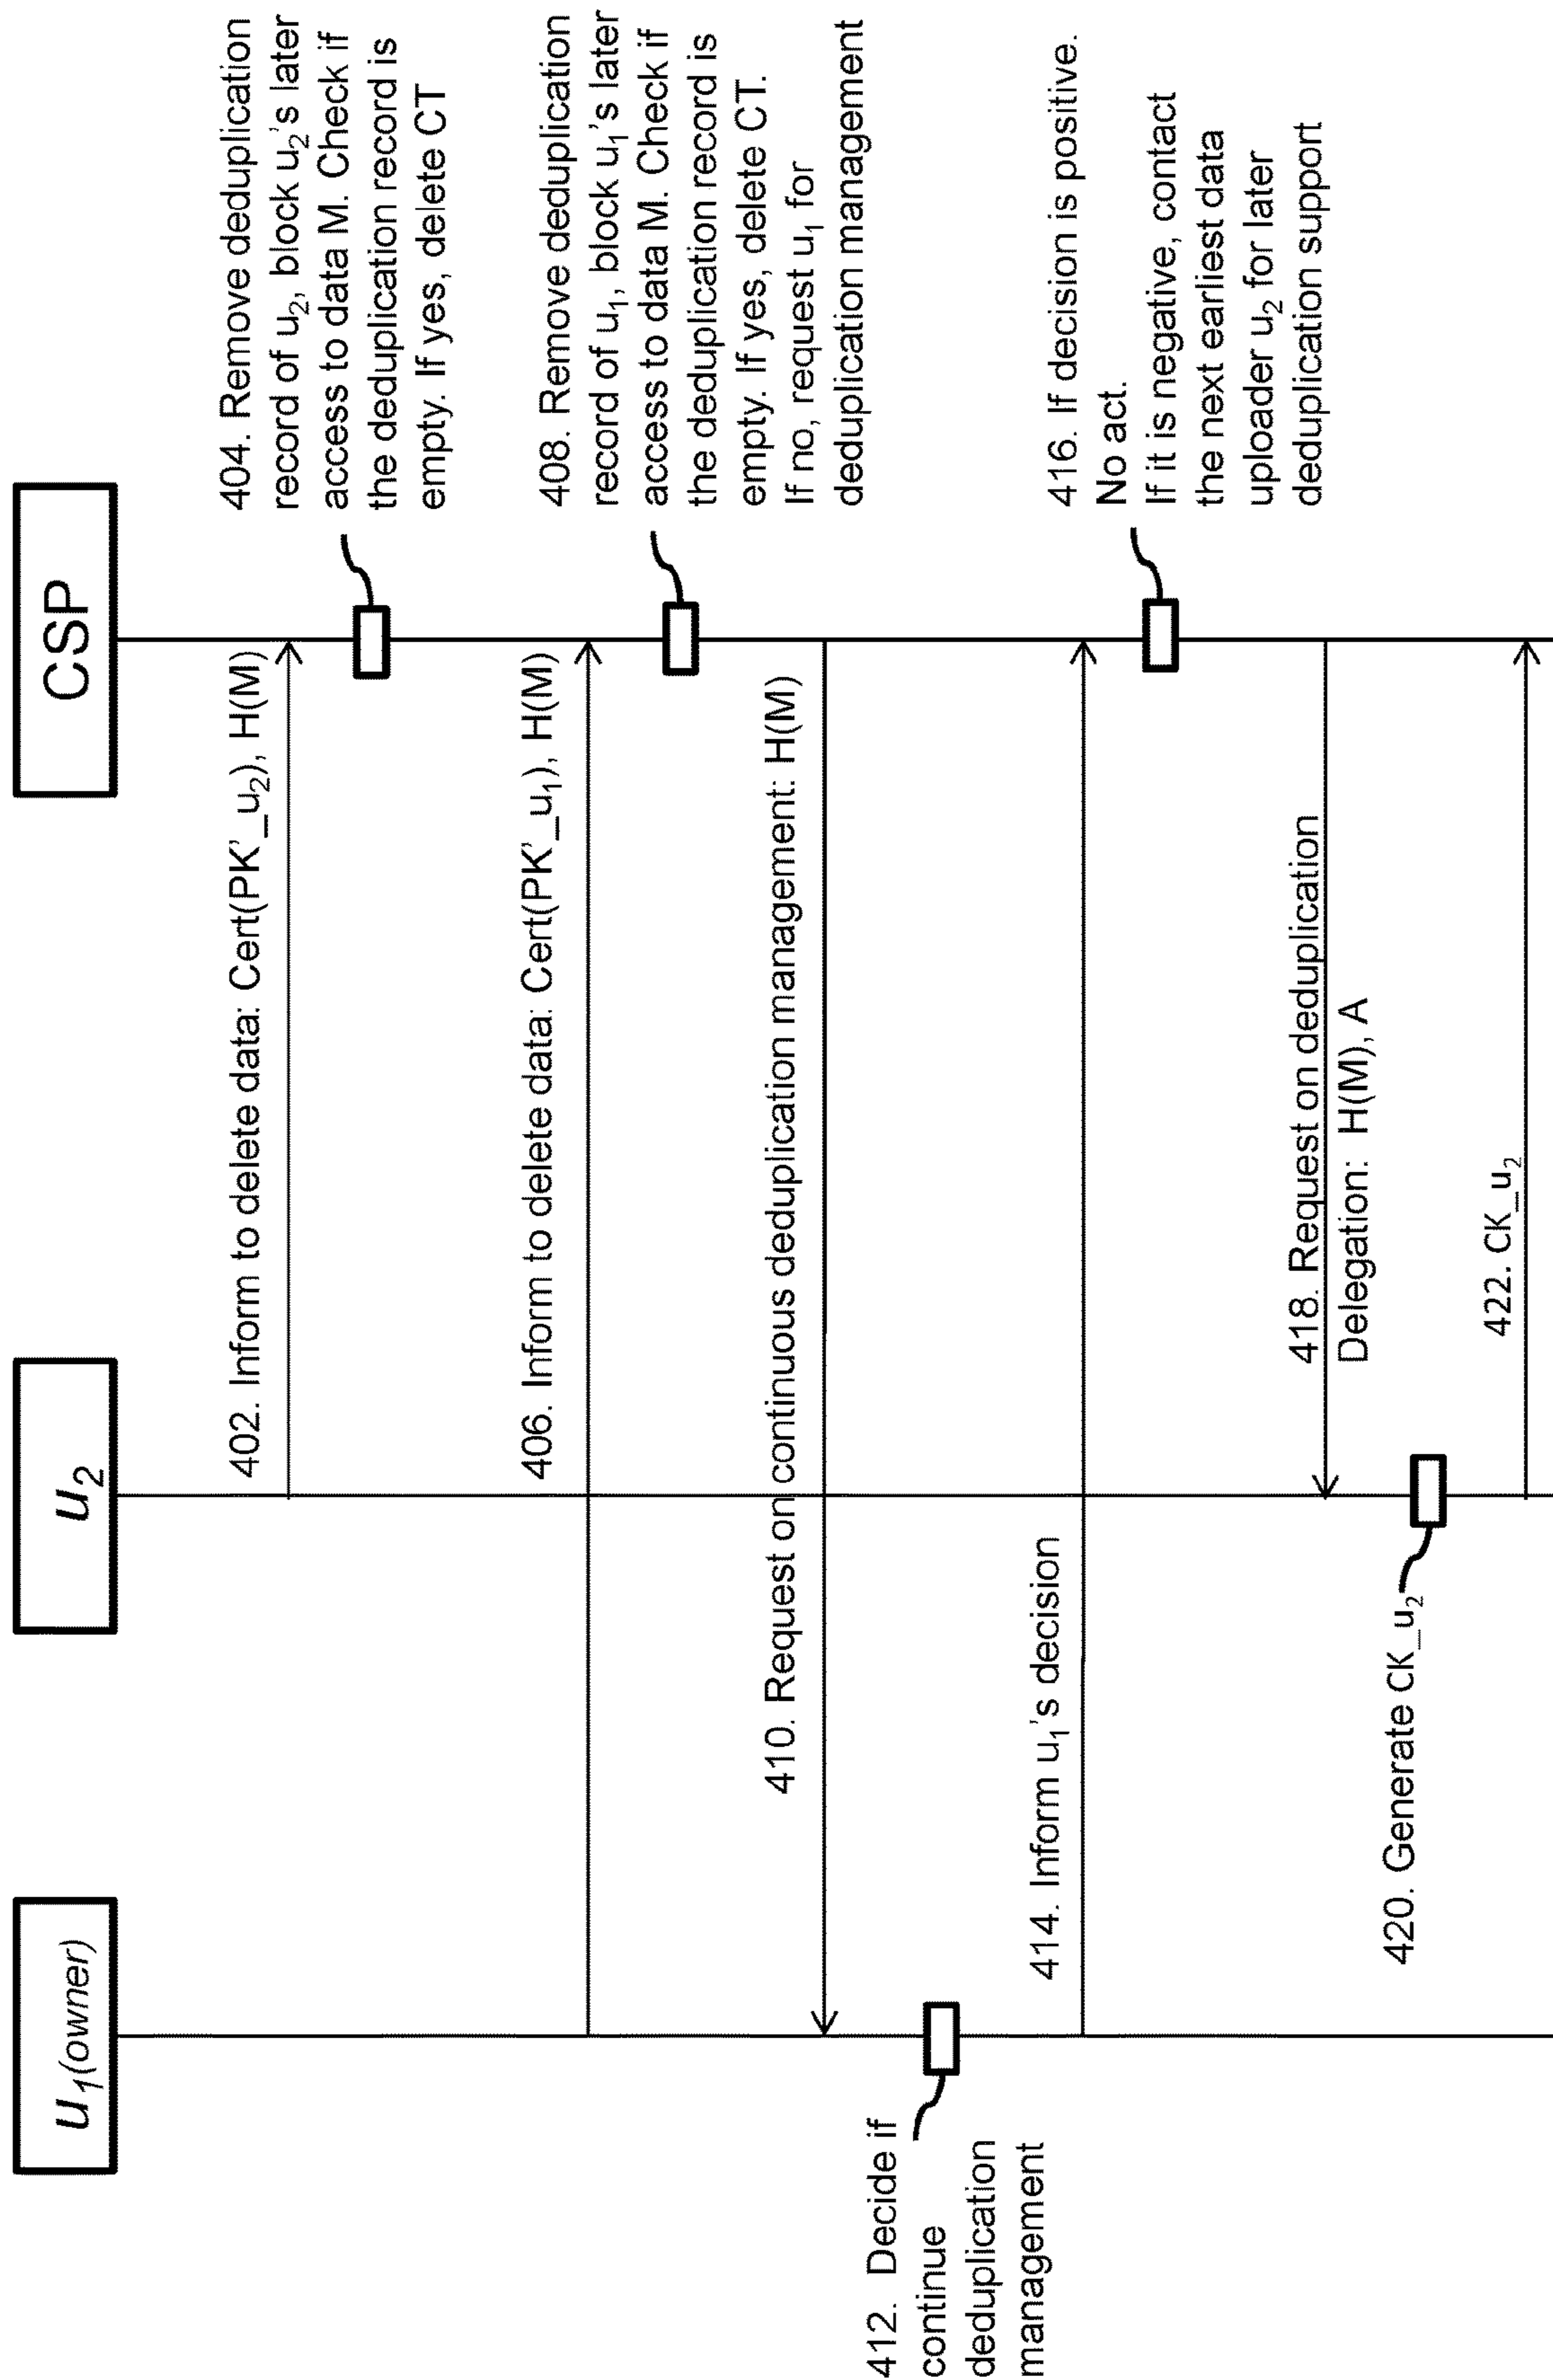 u1(owner)
u2
CSP
402. Inform to delete data: Cert(PK’_u2), H(M)
404. Remove deduplication
record of u2, block u2’s later
access to data M. Check if
the deduplication record is
empty. If yes, delete CT
406. Inform to delete data: Cert(PK’_u1), H(M)
408. Remove deduplication
record of u1, block u1’s later
access to data M. Check if
the deduplication record is
empty. If yes, delete CT.
If no, request u1 for
deduplication management
410. Request on continuous deduplication management: H(M)
412. Decide if
continue
deduplication
management
414. Inform u1’s decision
416. If decision is positive.
No act.
If it is negative, contact
the next earliest data
uploader u2 for later
deduplication support
418. Request on deduplication
Delegation: H(M), A
420. Generate CK_u2
422. CK_u2